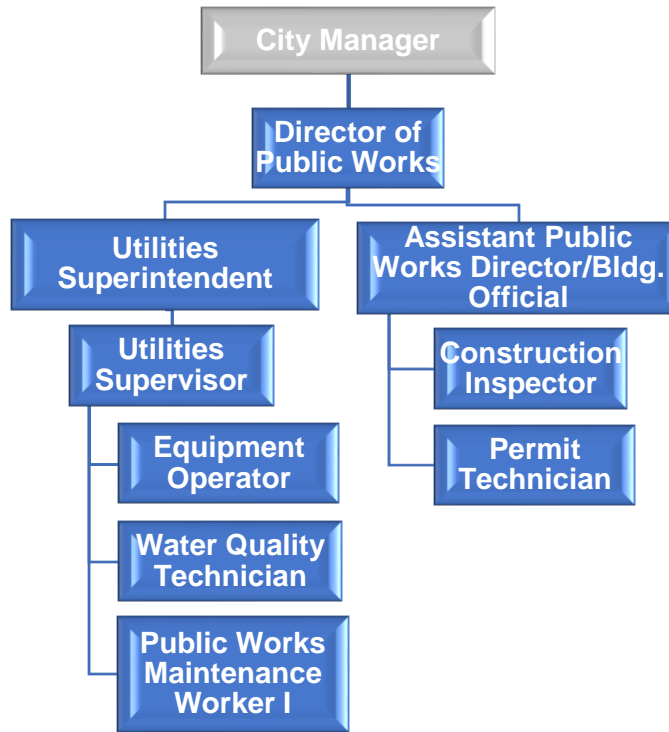 City Manager
Director of
Public Works
Utilities
Superintendent
Utilities
Supervisor
Equipment
Operator
Water Quality
Technician
Public Works
Maintenance
Worker I
Assistant Public
Works Director/Bldg.
Official
Construction
Inspector
Permit
Technician